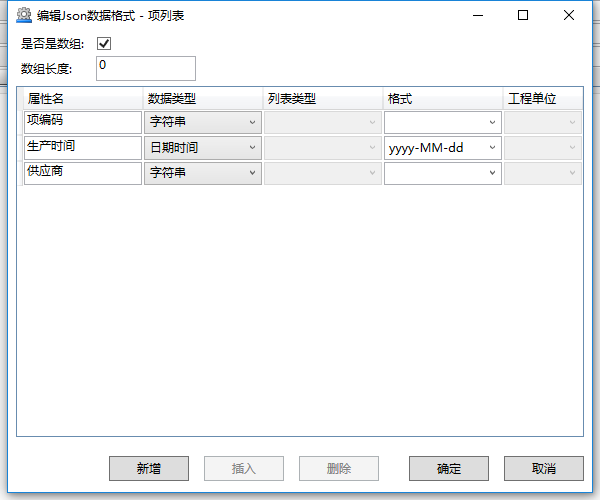 编辑Json数据格式 - 项列表
是否是数组:
数组长度: 0
属性名 数据类型 列表类型 格式 工程单位
项编码 字符串
生产时间 日期时间 yyyy-MM-dd
供应商 字符串
新增 插入 删除 确定 取消